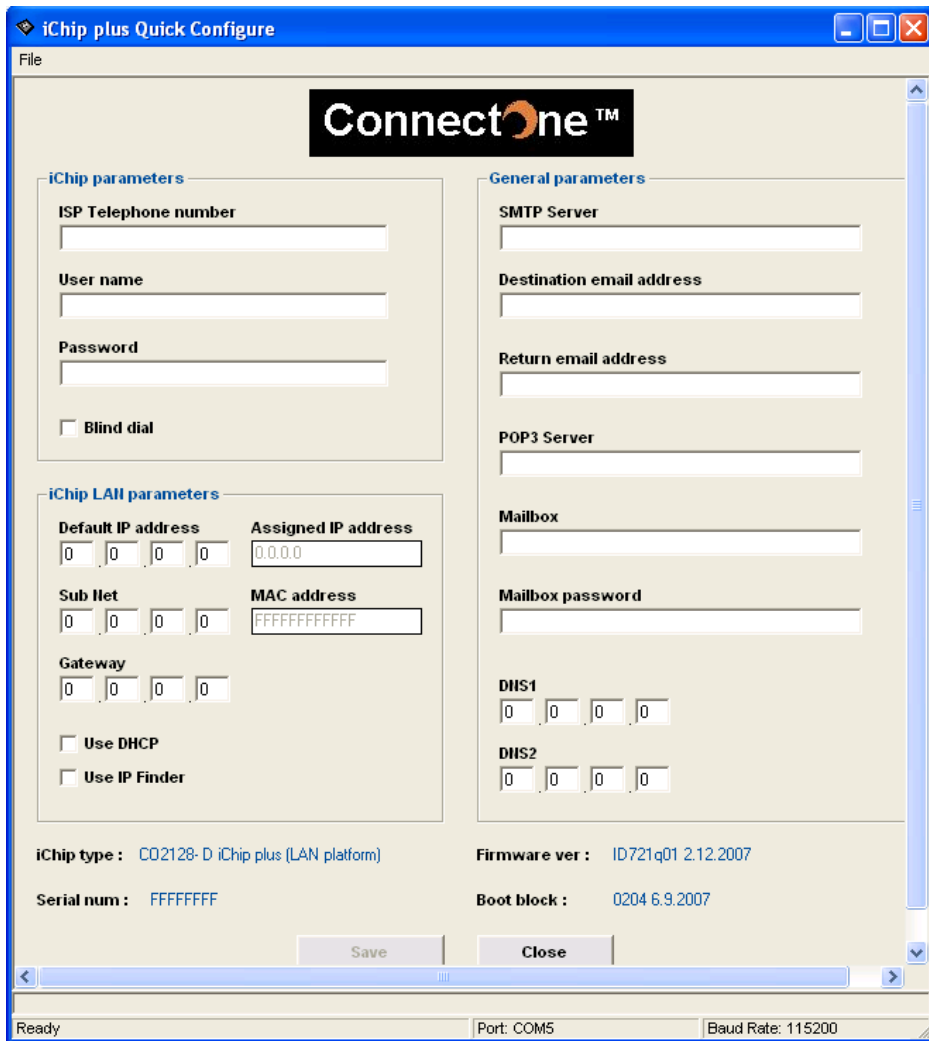 iChip plus Quick Configure
File
ConnectOne™
iChip parameters
ISP Telephone number
User name
Password
Blind dial
iChip LAN parameters
Default IP address
0 . 0 . 0 . 0
Assigned IP address
0.0.0.0
Sub Net
0 . 0 . 0 . 0
MAC address
FFFFFFFFFFFF
Gateway
0 . 0 . 0 . 0
Use DHCP
Use IP Finder
General parameters
SMTP Server
Destination email address
Return email address
POP3 Server
Mailbox
Mailbox password
DNS1
0 . 0 . 0 . 0
DNS2
0 . 0 . 0 . 0
iChip type : CO2128- D iChip plus (LAN platform)
Firmware ver : ID721q01 2.12.2007
Serial num : FFFFFFFF
Boot block : 0204 6.9.2007
Save
Close
Ready
Port: COM5
Baud Rate: 115200